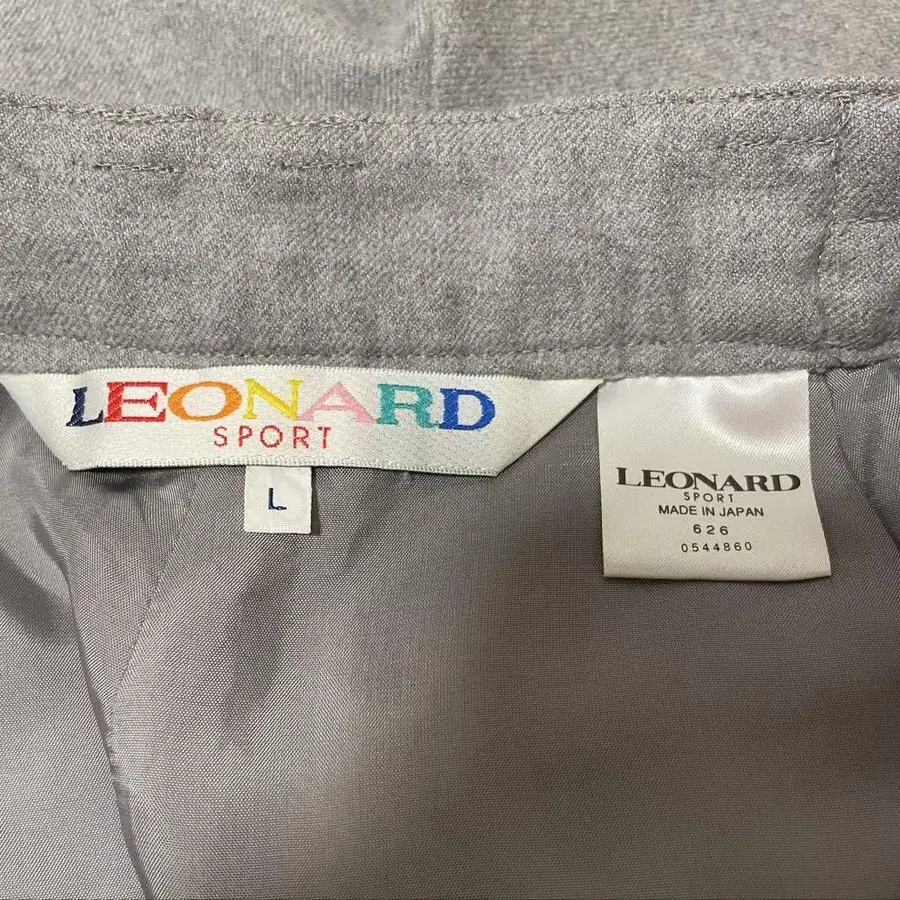 LEONARD
SPORT
L
LEONARD
SPORT
MADE IN JAPAN
626
0544860